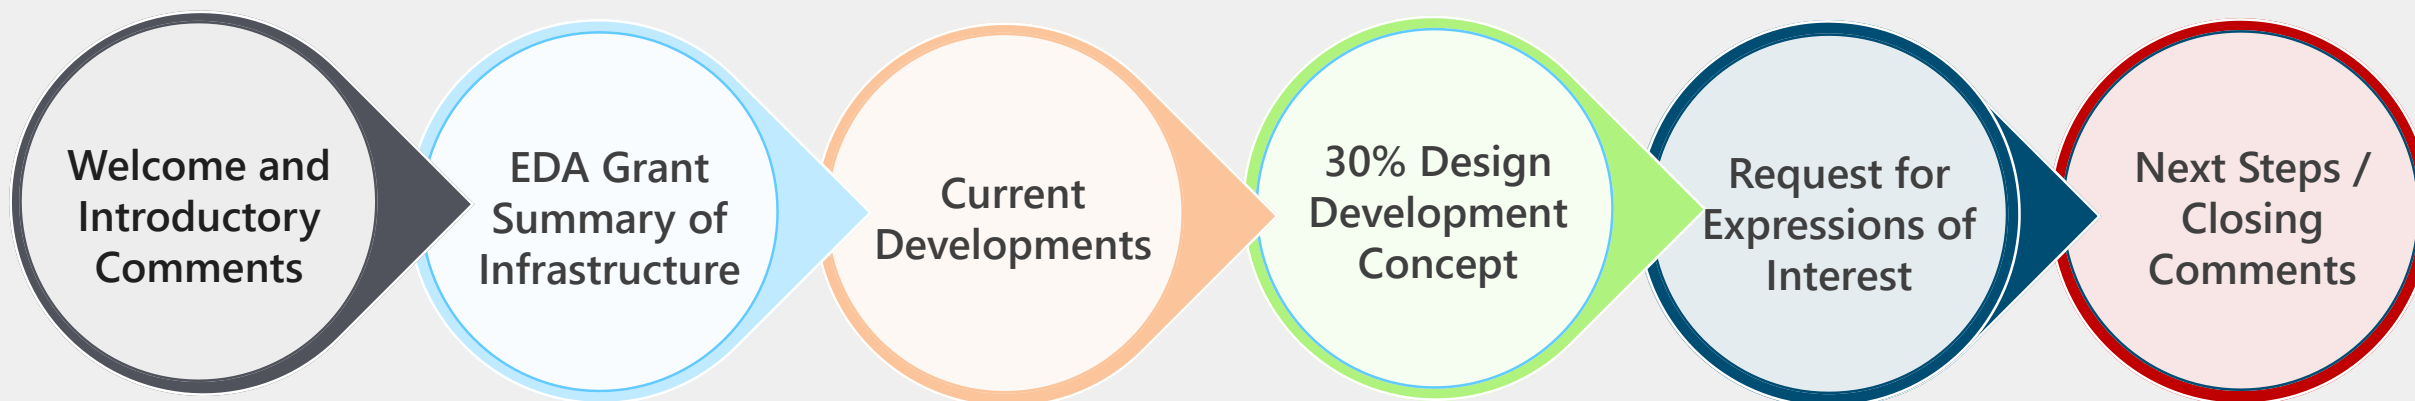 Welcome and
Introductory
Comments
EDA Grant
Summary of
Infrastructure
Current
Developments
30% Design
Development
Concept
Request for
Expressions of
Interest
Next Steps /
Closing
Comments